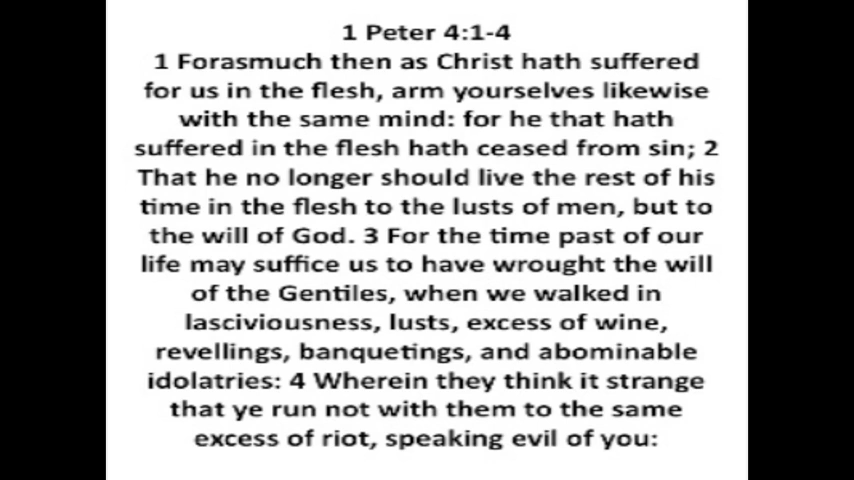 1 Peter 4:1-4
1 Forasmuch then as Christ hath suffered
for us in the flesh, arm yourselves likewise
with the same mind: for he that hath
suffered in the flesh hath ceased from sin; 2
That he no longer should live the rest of his
time in the flesh to the lusts of men, but to
the will of God. 3 For the time past of our
life may suffice us to have wrought the will
of the Gentiles, when we walked in
lasciviousness, lusts, excess of wine,
revellings, banquetings, and abominable
idolatries: 4 Wherein they think it strange
that ye run not with them to the same
excess of riot, speaking evil of you: